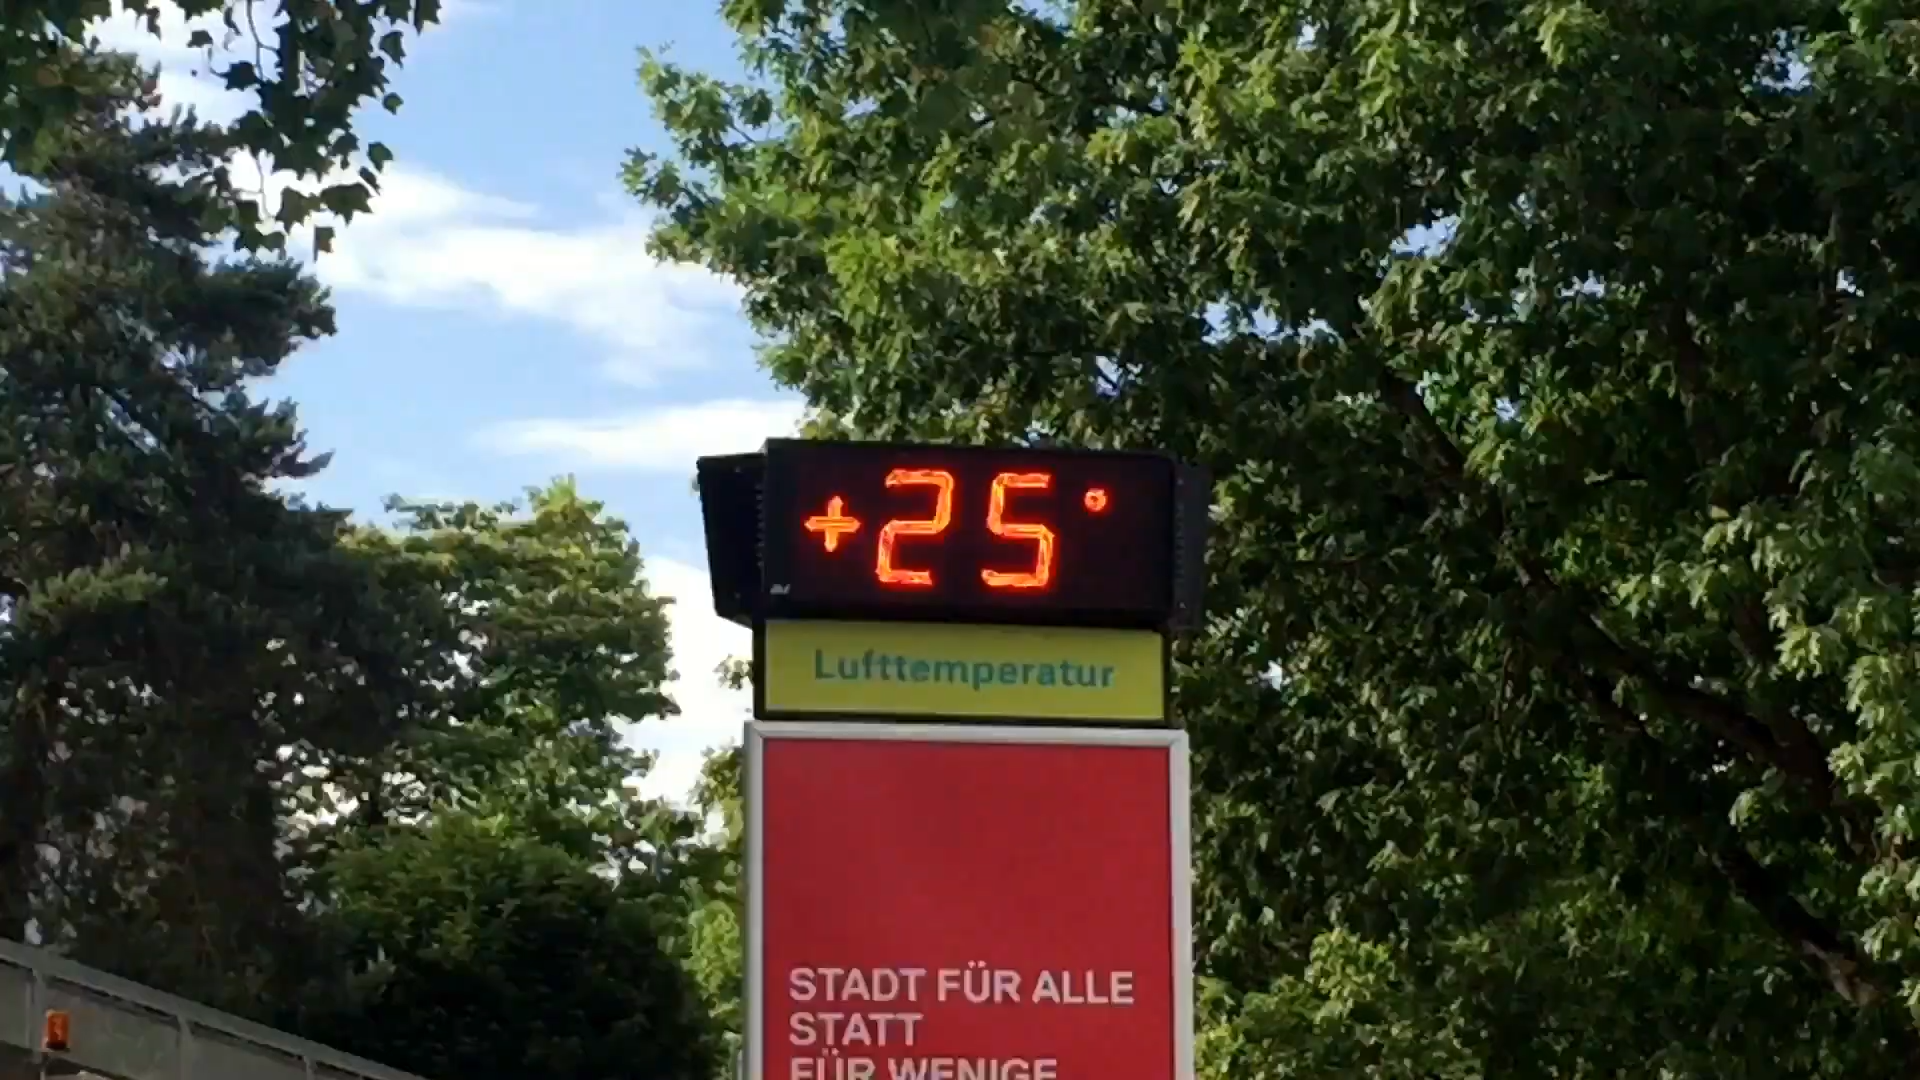 +25°
Lufttemperatur
STADT FÜR ALLE
STATT
FÜR WENIGE